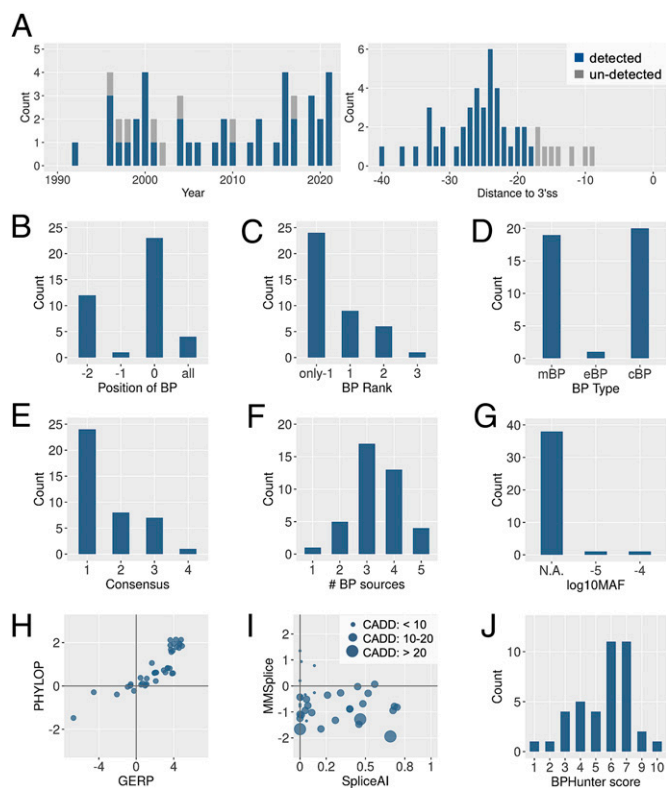 A
5
4
3
2
1
0
Count
1990 2000 2010 2020
Year
6
4
2
0
Count
-40 -30 -20 -10 0
Distance to 3'ss
detected
un-detected
B
25
20
15
10
5
0
Count
-2 -1 0 all
Position of BP
C
25
20
15
10
5
0
Count
only-1 1 2 3
BP Rank
D
20
15
10
5
0
Count
mBP eBP cBP
BP Type
E
25
20
15
10
5
0
Count
1 2 3 4
Consensus
F
20
15
10
5
0
Count
1 2 3 4 5
# BP sources
G
40
30
20
10
0
Count
N.A. -5 -4
log10MAF
H
2
0
-2
PHYLOP
-4 0 4
GERP
I
2
1
0
-1
-2
MMSplice
0 0.2 0.4 0.6 0.8 1
SpliceAI
CADD: < 10
CADD: 10-20
CADD: > 20
J
10
5
0
Count
1 2 3 4 5 6 7 9 10
BPHunter score